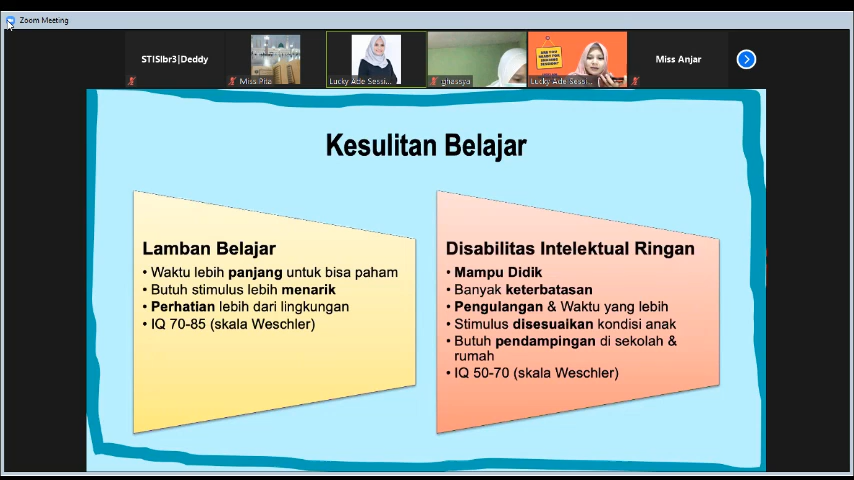 Zoom Meeting
STISIbr3|Deddy
Miss Pita
Lucky Ade Sessi...
ghassya
Lucky Ade Sessi...
Miss Anjar
Kesulitan Belajar
Lamban Belajar
• Waktu lebih panjang untuk bisa paham
• Butuh stimulus lebih menarik
• Perhatian lebih dari lingkungan
• IQ 70-85 (skala Weschler)
Disabilitas Intelektual Ringan
• Mampu Didik
• Banyak keterbatasan
• Pengulangan & Waktu yang lebih
• Stimulus disesuaikan kondisi anak
• Butuh pendampingan di sekolah &
rumah
• IQ 50-70 (skala Weschler)